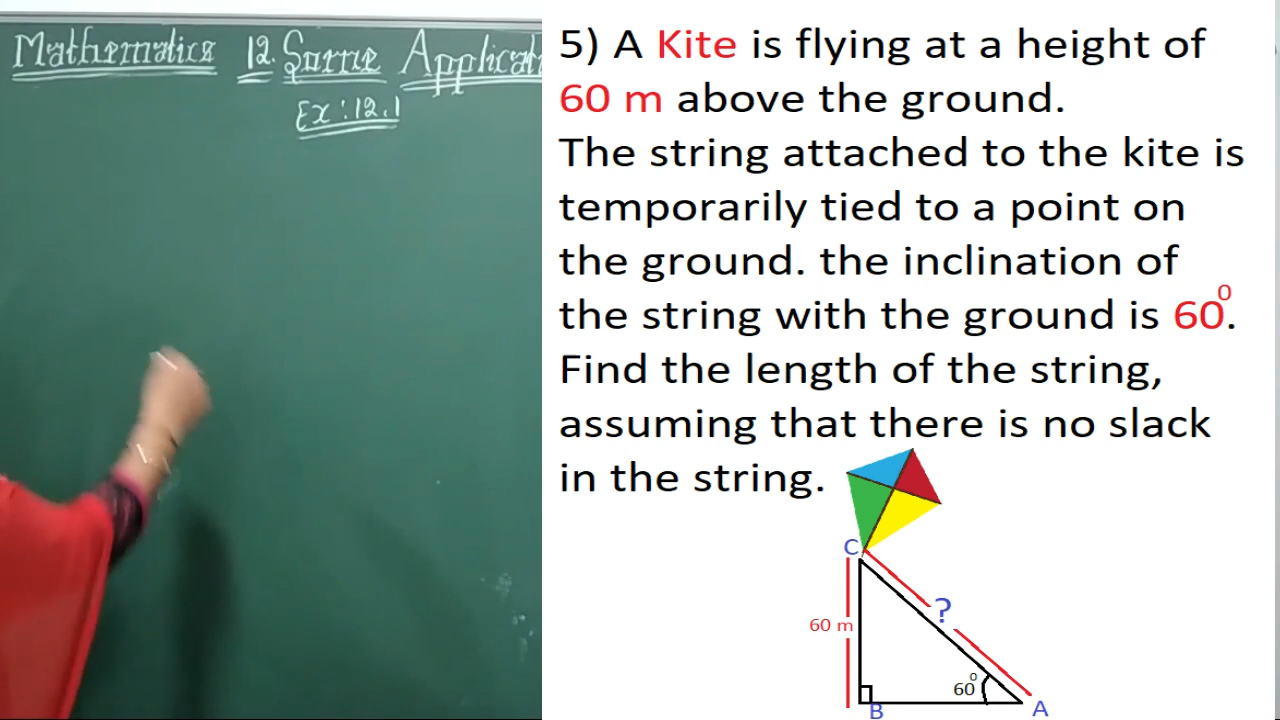 Mathematics 12. Some Applicat
Ex: 12.1
5) A Kite is flying at a height of
60 m above the ground.
The string attached to the kite is
temporarily tied to a point on
the ground. the inclination of
the string with the ground is 60⁰.
Find the length of the string,
assuming that there is no slack
in the string.
C
?
60 m
60⁰
B
A